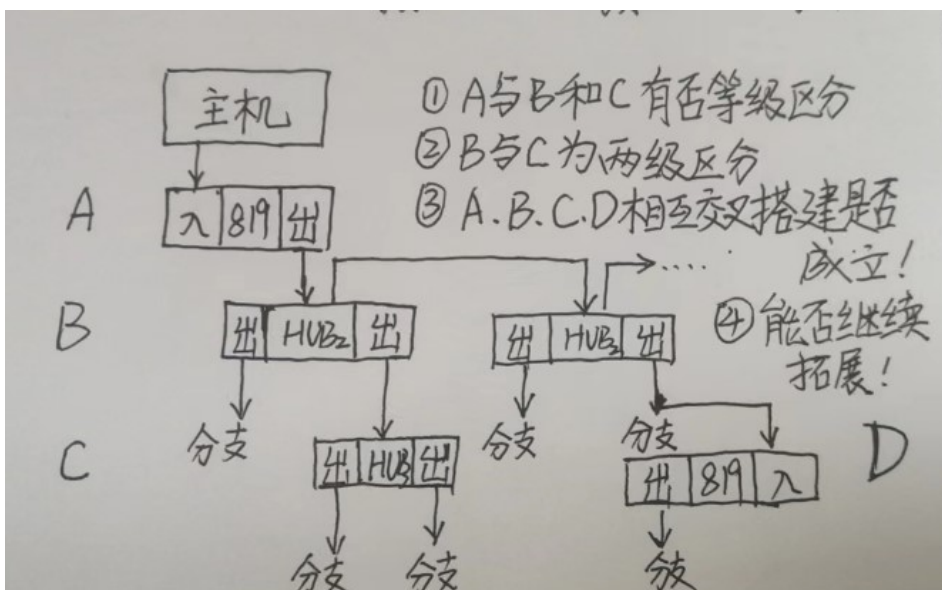 主机
① A与B和C有否等级区分
② B与C为两级区分
③ A.B.C.D相互交叉搭建是否
成立！
④ 能否继续
拓展！
A
入 819 出
B
出 HUB2 出
出 HUB2 出
.....
分支
分支
分支
C
出 HUB 出
出 819 入
D
分支
分支
分支